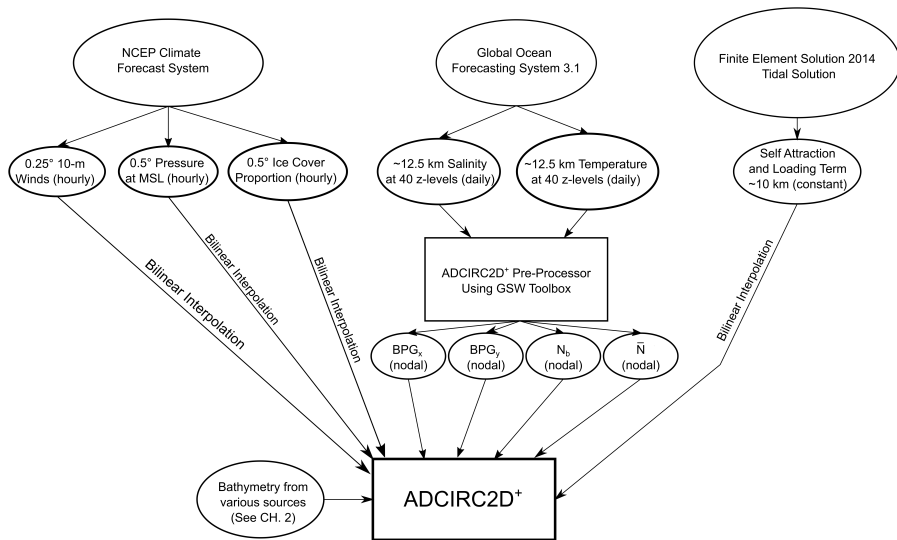 NCEP Climate
Forecast System
Global Ocean
Forecasting System 3.1
Finite Element Solution 2014
Tidal Solution
0.25° 10-m
Winds (hourly)
0.5° Pressure
at MSL (hourly)
0.5° Ice Cover
Proportion (hourly)
~12.5 km Salinity
at 40 z-levels (daily)
~12.5 km Temperature
at 40 z-levels (daily)
Self Attraction
and Loading Term
~10 km (constant)
Bilinear Interpolation
Bilinear Interpolation
Bilinear Interpolation
Bilinear Interpolation
ADCIRC2D⁺ Pre-Processor
Using GSW Toolbox
BPGₓ
(nodal)
BPGᵧ
(nodal)
N_b
(nodal)
N̅
(nodal)
Bathymetry from
various sources
(See CH. 2)
ADCIRC2D⁺